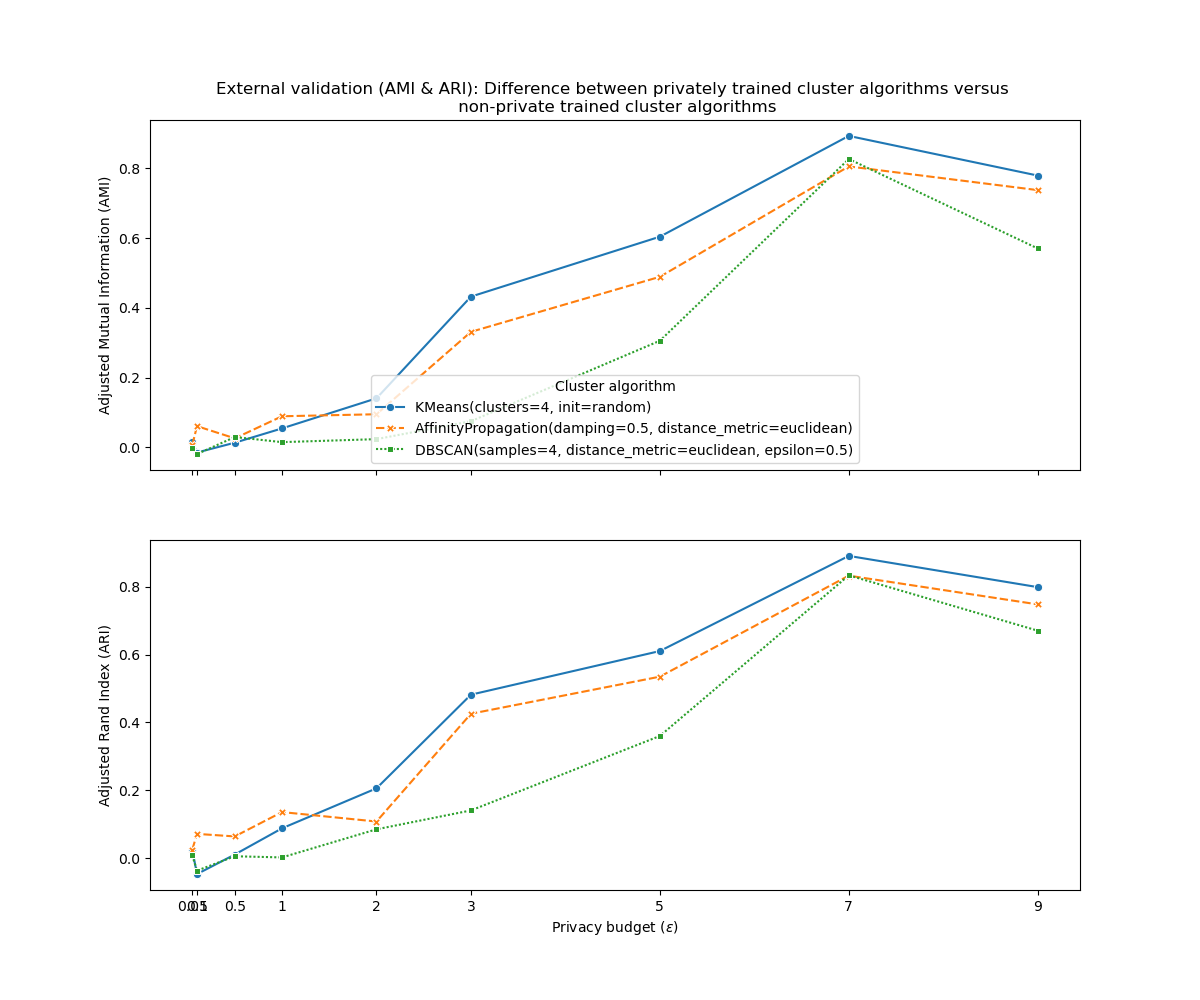 External validation (AMI & ARI): Difference between privately trained cluster algorithms versus
non-private trained cluster algorithms
Adjusted Mutual Information (AMI)
0.8
0.6
0.4
0.2
0.0
Cluster algorithm
KMeans(clusters=4, init=random)
AffinityPropagation(damping=0.5, distance_metric=euclidean)
DBSCAN(samples=4, distance_metric=euclidean, epsilon=0.5)
Adjusted Rand Index (ARI)
0.8
0.6
0.4
0.2
0.0
0.5 1 2 3 5 7 9
Privacy budget (ε)